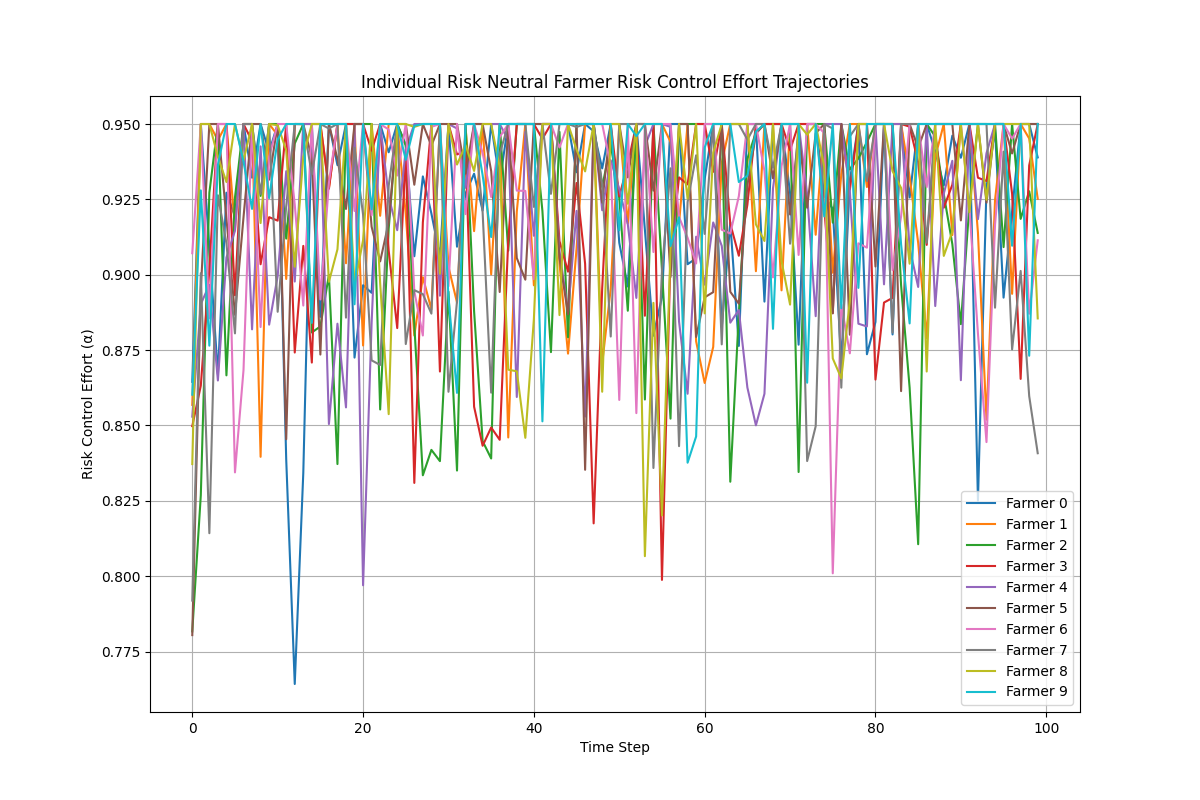 Individual Risk Neutral Farmer Risk Control Effort Trajectories
Risk Control Effort (α)
0.950
0.925
0.900
0.875
0.850
0.825
0.800
0.775
0 20 40 60 80 100
Time Step
Farmer 0
Farmer 1
Farmer 2
Farmer 3
Farmer 4
Farmer 5
Farmer 6
Farmer 7
Farmer 8
Farmer 9